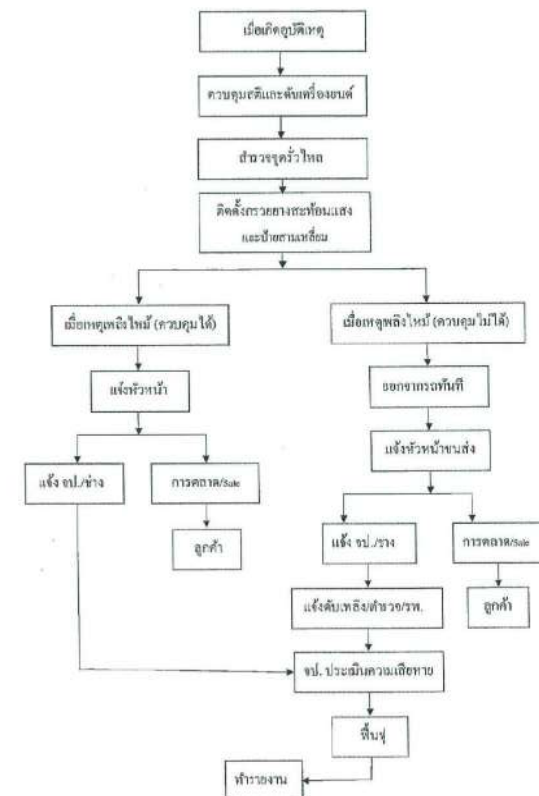 เมื่อเกิดอุบัติเหตุ
ควบคุมสติและดับเครื่องยนต์
สำรวจจุดรั่วไหล
ติดตั้งกรวยยางสะท้อนแสง
และป้ายสามเหลี่ยม
เมื่อเหตุเพลิงไหม้ (ควบคุมได้)
เมื่อเหตุเพลิงไหม้ (ควบคุมไม่ได้)
แจ้งหัวหน้า
ออกจากรถทันที
แจ้งหัวหน้าขนส่ง
แจ้ง จป./ช่าง
การตลาด/Sale
ลูกค้า
แจ้ง จป./ช่าง
การตลาด/Sale
แจ้งดับเพลิง/ตำรวจ/รพ.
ลูกค้า
จป. ประเมินความเสียหาย
ฟื้นฟู
ทำรายงาน